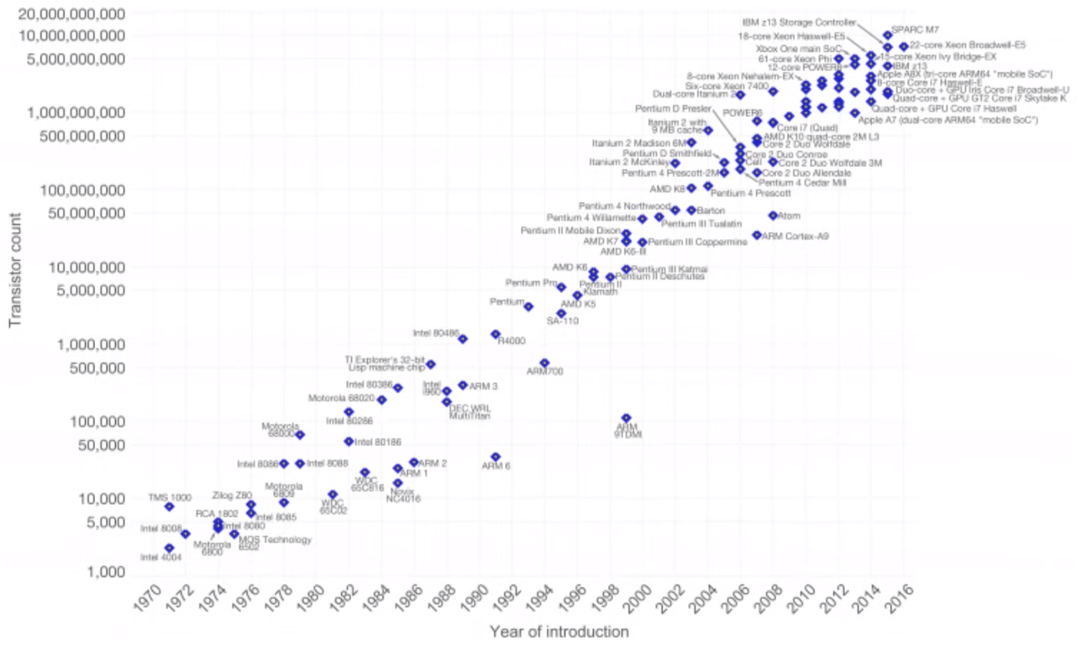 20,000,000,000
10,000,000,000
5,000,000,000
1,000,000,000
500,000,000
100,000,000
50,000,000
10,000,000
5,000,000
1,000,000
500,000
100,000
50,000
10,000
5,000
1,000
Transistor count
IBM z13 Storage Controller
SPARC M7
18-core Xeon Haswell-E5
22-core Xeon Broadwell-E5
Xbox One main SoC
15-core Xeon Ivy Bridge-EX
61-core Xeon Phi
12-core POWER8
IBM z13
8-core Xeon Nehalem-EX
Apple A8X (tri-core ARM64 "mobile SoC")
Six-core Xeon 7400
8-core Core i7 Haswell-E
Dual-core Itanium 2
Duo-core + GPU Iris Core i7 Broadwell-U
Quad-core + GPU GT2 Core i7 Skylake K
Pentium D Presler
POWER6
Quad-core + GPU Core i7 Haswell
Apple A7 (dual-core ARM64 "mobile SoC")
Itanium 2 with
9 MB cache
Core i7 (Quad)
AMD K10 quad-core 2M L3
Itanium 2 Madison 6M
Core 2 Duo Wolfdale
Pentium D Smithfield
Core 2 Duo Conroe
Itanium 2 McKinley
Cell
Core 2 Duo Wolfdale 3M
Pentium 4 Prescott-2M
Core 2 Duo Allendale
Pentium 4 Cedar Mill
AMD K8
Pentium 4 Prescott
Pentium 4 Northwood
Barton
Pentium 4 Willamette
Pentium III Tualatin
Atom
Pentium II Mobile Dixon
ARM Cortex-A9
AMD K7
Pentium III Coppermine
AMD K6-III
AMD K6
Pentium III Katmai
Pentium II Deschutes
Pentium Pro
Pentium II
Klamath
Pentium
AMD K5
SA-110
Intel 80486
R4000
TI Explorer's 32-bit
Lisp machine chip
ARM700
Intel 80386
Intel
i960
ARM 3
Motorola 68020
DEC WRL
MultiTitan
Intel 80286
Motorola
68000
ARM
9TDMI
Intel 80186
Intel 8086
Intel 8088
ARM 2
ARM 1
ARM 6
WDC
65C816
Novix
NC4016
Motorola
6809
WDC
65C02
TMS 1000
Zilog Z80
RCA 1802
Intel 8085
Intel 8008
Intel 8080
Motorola
6800
MOS Technology
6502
Intel 4004
1970
1972
1974
1976
1978
1980
1982
1984
1986
1988
1990
1992
1994
1996
1998
2000
2002
2004
2006
2008
2010
2012
2014
2016
Year of introduction